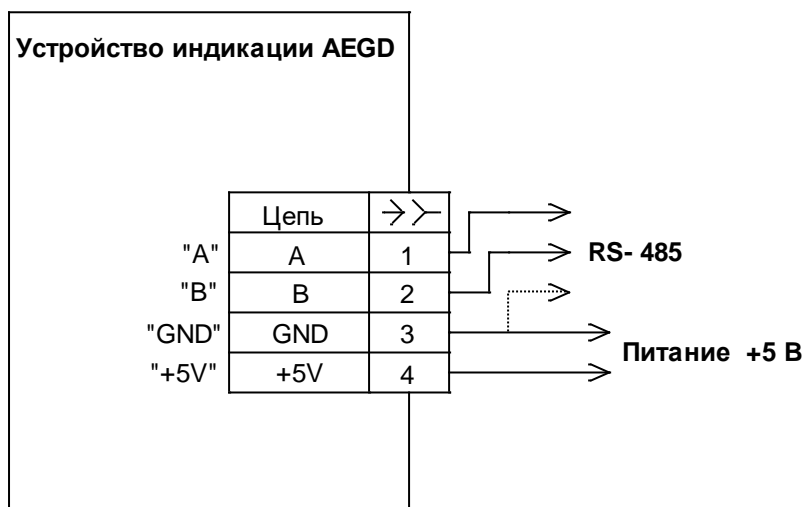 Устройство индикации AEGD
Цепь
"A" A 1
RS- 485
"B" B 2
"GND" GND 3
Питание +5 В
"+5V" +5V 4